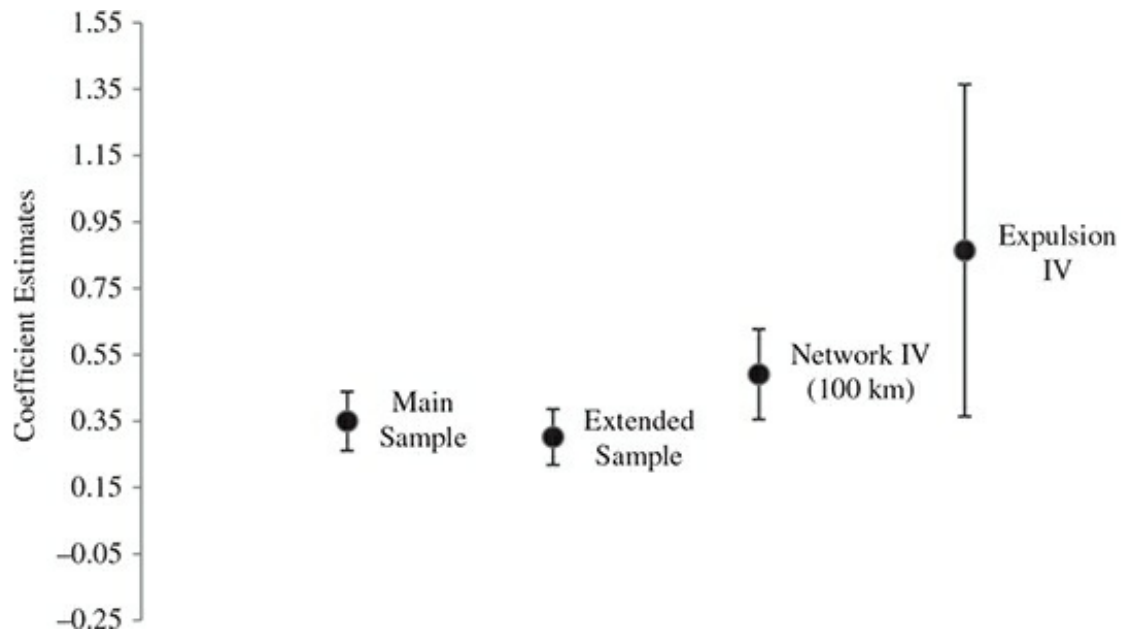 1.55
1.35
1.15
0.95
0.75
0.55
0.35
0.15
–0.05
–0.25
Coefficient Estimates
Main
Sample
Extended
Sample
Network IV
(100 km)
Expulsion
IV